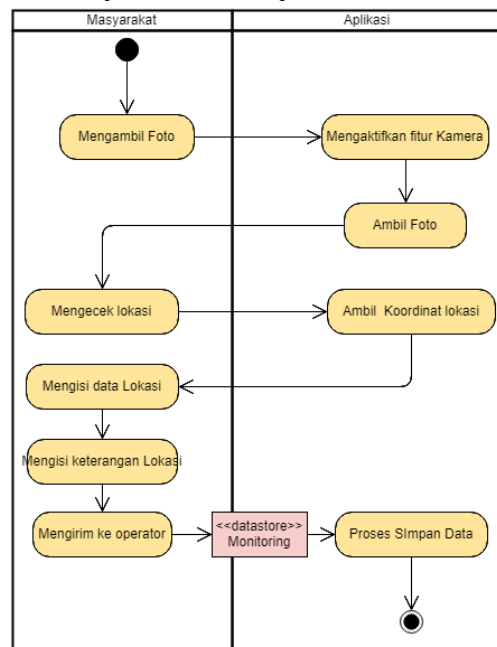 Masyarakat
Aplikasi
Mengambil Foto
Mengaktifkan fitur Kamera
Ambil Foto
Mengecek lokasi
Ambil Koordinat lokasi
Mengisi data Lokasi
Mengisi keterangan Lokasi
Mengirim ke operator
<<datastore>>
Monitoring
Proses SImpan Data